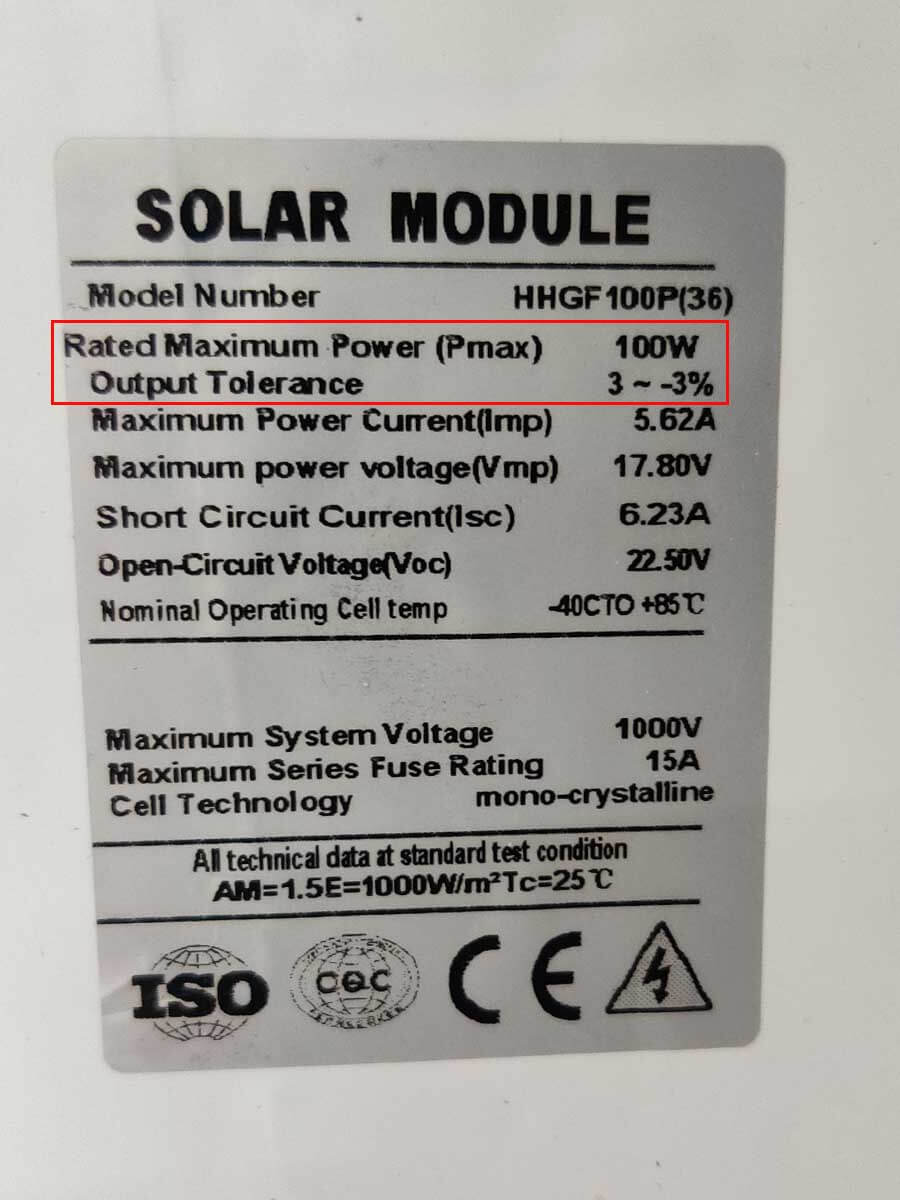 SOLAR MODULE
Model Number HHGF100P(36)
Rated Maximum Power (Pmax) 100W
Output Tolerance 3 ~ -3%
Maximum Power Current(Imp) 5.62A
Maximum power voltage(Vmp) 17.80V
Short Circuit Current(Isc) 6.23A
Open-Circuit Voltage(Voc) 22.50V
Nominal Operating Cell temp -40CTO +85℃
Maximum System Voltage 1000V
Maximum Series Fuse Rating 15A
Cell Technology mono-crystalline
All technical data at standard test condition
AM=1.5E=1000W/m²Tc=25℃
ISO CQC CE